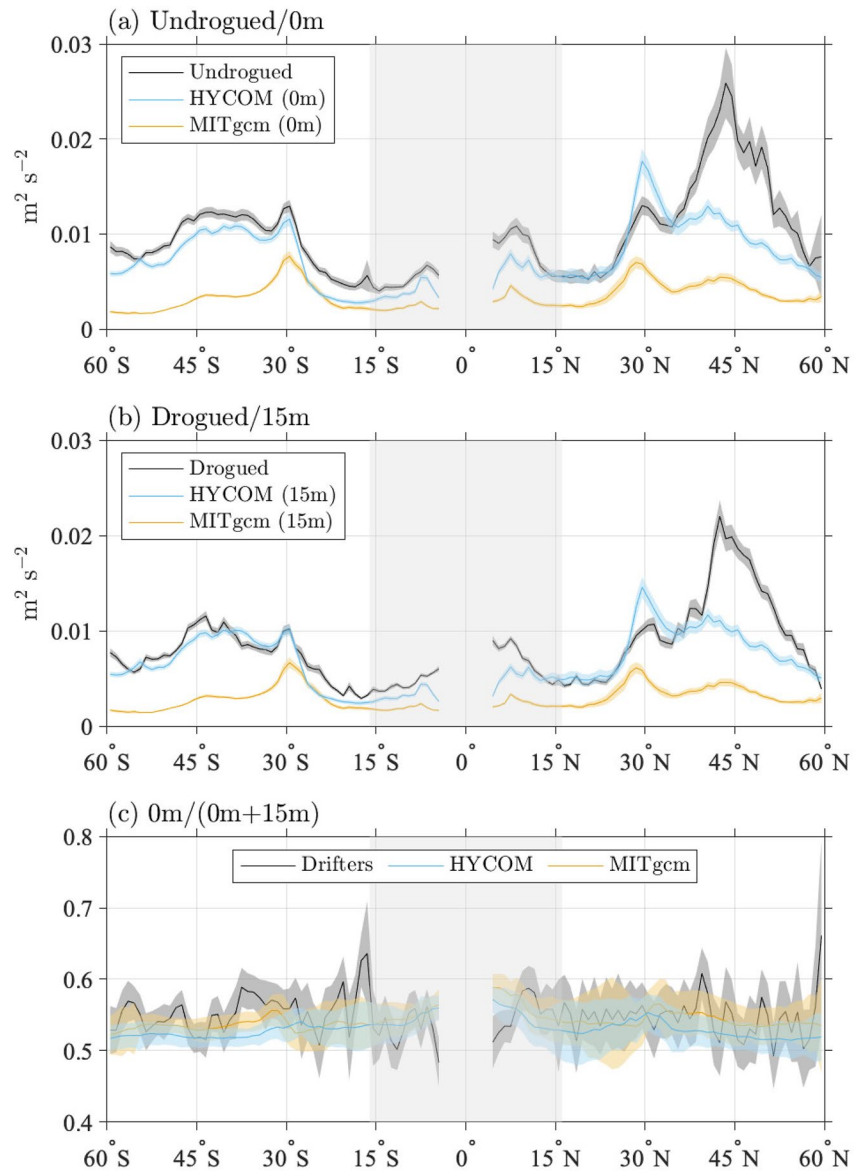 (a) Undrogued/0m
0.03
0.02
0.01
0
m² s⁻²
Undrogued
HYCOM (0m)
MITgcm (0m)
60° S 45° S 30° S 15° S 0° 15° N 30° N 45° N 60° N
(b) Drogued/15m
0.03
0.02
0.01
0
m² s⁻²
Drogued
HYCOM (15m)
MITgcm (15m)
60° S 45° S 30° S 15° S 0° 15° N 30° N 45° N 60° N
(c) 0m/(0m+15m)
0.8
0.7
0.6
0.5
0.4
Drifters HYCOM MITgcm
60° S 45° S 30° S 15° S 0° 15° N 30° N 45° N 60° N